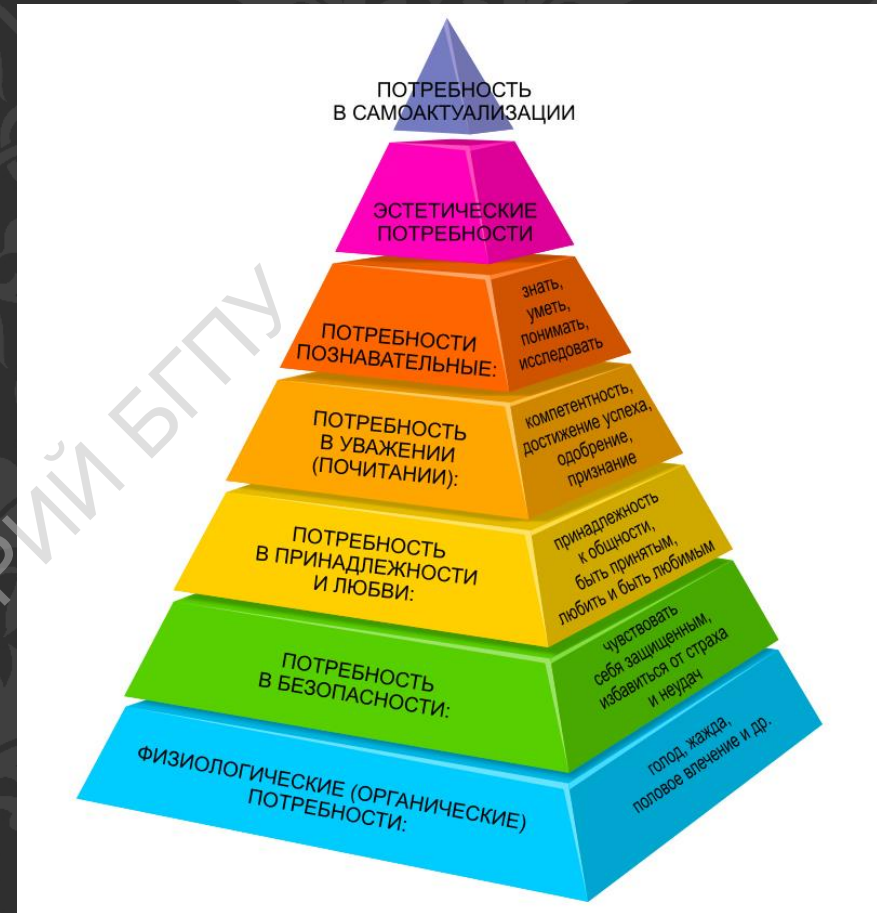 ПОТРЕБНОСТЬ
В САМОАКТУАЛИЗАЦИИ
ЭСТЕТИЧЕСКИЕ
ПОТРЕБНОСТИ
ПОТРЕБНОСТИ
ПОЗНАВАТЕЛЬНЫЕ:
знать,
уметь,
понимать,
исследовать
ПОТРЕБНОСТЬ
В УВАЖЕНИИ
(ПОЧИТАНИИ):
компетентность,
достижение успеха,
одобрение,
признание
ПОТРЕБНОСТЬ
В ПРИНАДЛЕЖНОСТИ
И ЛЮБВИ:
принадлежность
к общности,
быть принятым,
любить и быть любимым
ПОТРЕБНОСТЬ
В БЕЗОПАСНОСТИ:
чувствовать
себя защищенным,
избавиться от страха
и неудач
ФИЗИОЛОГИЧЕСКИЕ (ОРГАНИЧЕСКИЕ)
ПОТРЕБНОСТИ:
голод, жажда,
половое влечение и др.
БГПУ